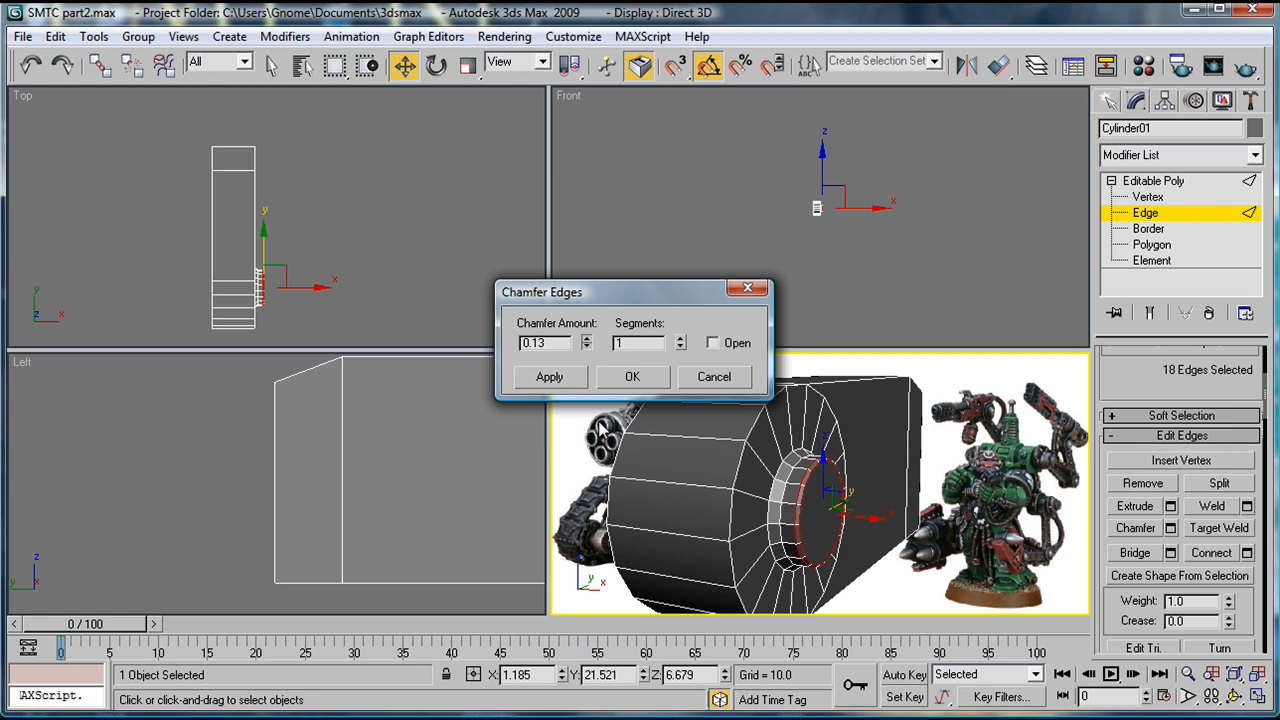 SMTC part2.max - Project Folder: C:\Users\Gnome\Documents\3dsmax - Autodesk 3ds Max 2009 - Display : Direct 3D
File Edit Tools Group Views Create Modifiers Animation Graph Editors Rendering Customize MAXScript Help
All View Create Selection Set
Top Front
Cylinder01
Modifier List
Editable Poly
Vertex
Edge
Border
Polygon
Element
z
x
y
x
y
z x
Chamfer Edges
Chamfer Amount: Segments:
0.13 1 Open
Apply OK Cancel
Left
18 Edges Selected
+ Soft Selection
- Edit Edges
Insert Vertex
Remove Split
Extrude Weld
Chamfer Target Weld
Bridge Connect
Create Shape From Selection
Weight: 1.0
Crease: 0.0
Edit Tri. Turn
z
y x
z
y
x
z
y
x
< 0 / 100 >
0 5 10 15 20 25 30 35 40 45 50 55 60 65 70 75 80 85 90 95 100
1 Object Selected X: 1.185 Y: 21.521 Z: 6.679 Grid = 10.0 Auto Key Selected
AXScript. Click or click-and-drag to select objects Add Time Tag Set Key Key Filters... 0